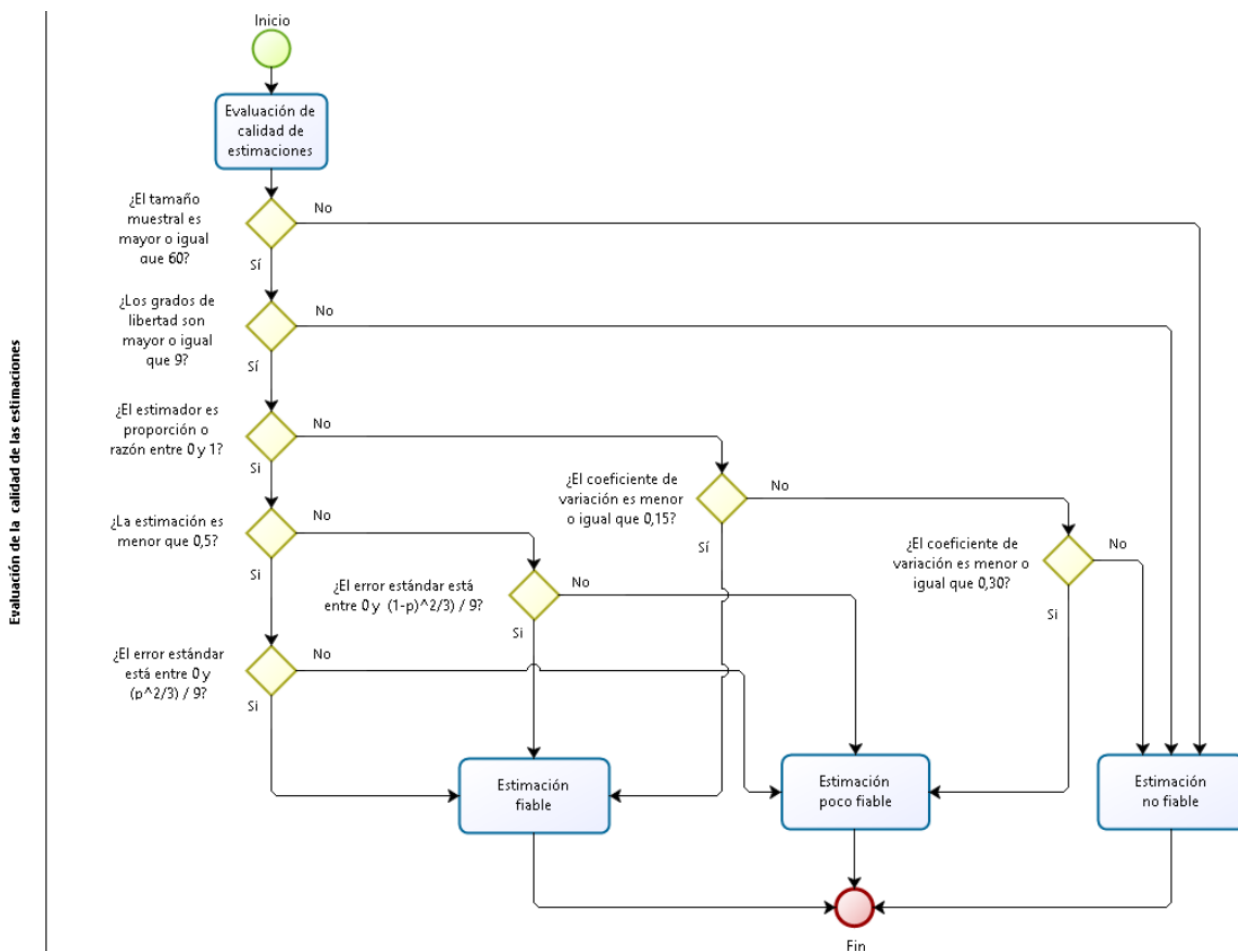 Evaluación de la calidad de las estimaciones
Inicio
Evaluación de
calidad de
estimaciones
¿El tamaño
muestral es
mayor o igual
que 60?
No
Sí
¿Los grados de
libertad son
mayor o igual
que 9?
No
Sí
¿El estimador es
proporción o
razón entre 0 y 1?
No
Si
¿El coeficiente de
variación es menor
o igual que 0,15?
No
Sí
¿La estimación es
menor que 0,5?
No
Si
¿El coeficiente de
variación es menor o
igual que 0,30?
No
Si
¿El error estándar está
entre 0 y (1-p)^2/3) / 9?
No
Si
¿El error estándar
está entre 0 y
(p^2/3) / 9?
No
Si
Estimación
fiable
Estimación
poco fiable
Estimación
no fiable
Fin